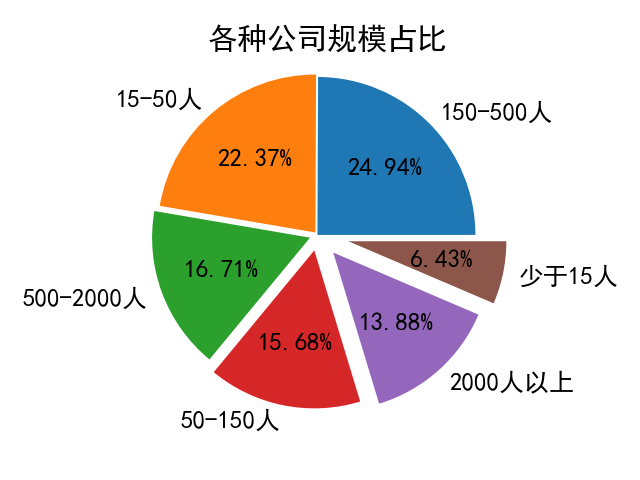 各种公司规模占比
15-50人
150-500人
22.37%
24.94%
16.71%
6.43%
少于15人
500-2000人
15.68%
13.88%
2000人以上
50-150人